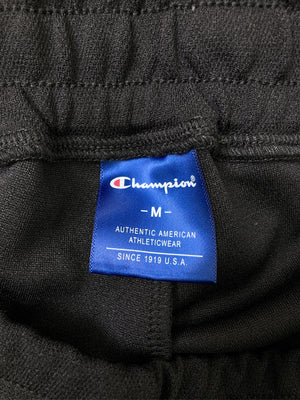 Champion
- M -
AUTHENTIC AMERICAN
ATHLETICWEAR
SINCE 1919 U.S.A.